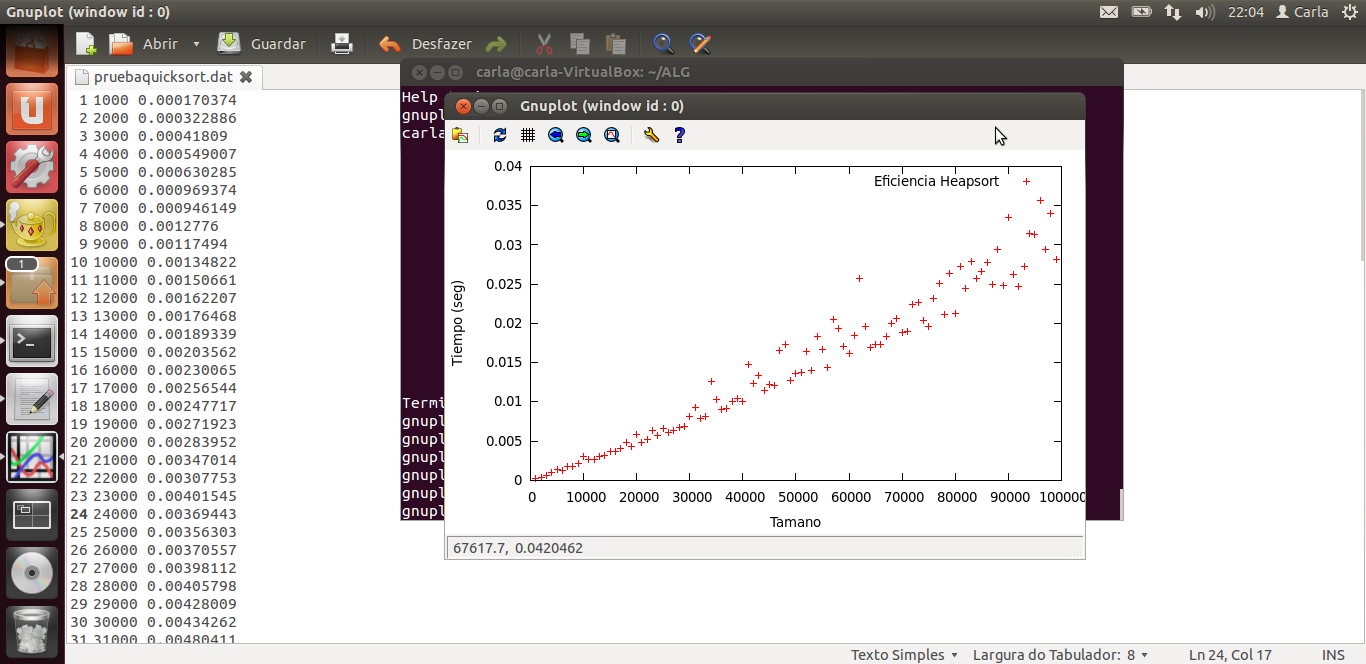 Gnuplot (window id : 0)
22:04 Carla
Abrir Guardar Desfazer
pruebaquicksort.dat
1 1000 0.000170374
2 2000 0.000322886
3 3000 0.00041809
4 4000 0.000549007
5 5000 0.000630285
6 6000 0.000969374
7 7000 0.000946149
8 8000 0.0012776
9 9000 0.00117494
10 10000 0.00134822
11 11000 0.00150661
12 12000 0.00162207
13 13000 0.00176468
14 14000 0.00189339
15 15000 0.00203562
16 16000 0.00230065
17 17000 0.00256544
18 18000 0.00247717
19 19000 0.00271923
20 20000 0.00283952
21 21000 0.00347014
22 22000 0.00307753
23 23000 0.00401545
24 24000 0.00369443
25 25000 0.00356303
26 26000 0.00370557
27 27000 0.00398112
28 28000 0.00405798
29 29000 0.00428009
30 30000 0.00434262
31 31000 0.00480411
1
carla@carla-VirtualBox: ~/ALG
Help
gnupl
carla
Termi
gnupl
gnupl
gnupl
gnupl
gnupl
gnupl
Gnuplot (window id : 0)
Eficiencia Heapsort
0.04
0.035
0.03
0.025
0.02
0.015
0.01
0.005
0
Tiempo (seg)
0 10000 20000 30000 40000 50000 60000 70000 80000 90000 100000
Tamano
67617.7, 0.0420462
Texto Simples Largura do Tabulador: 8 Ln 24, Col 17 INS